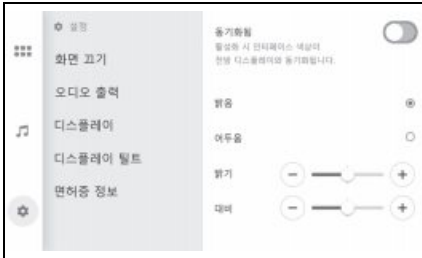 설정
화면 끄기
오디오 출력
디스플레이
디스플레이 틸트
면허증 정보
동기화됨
활성화 시 인터페이스 색상이
전방 디스플레이와 동기화됩니다.
밝음
어두움
밝기
대비